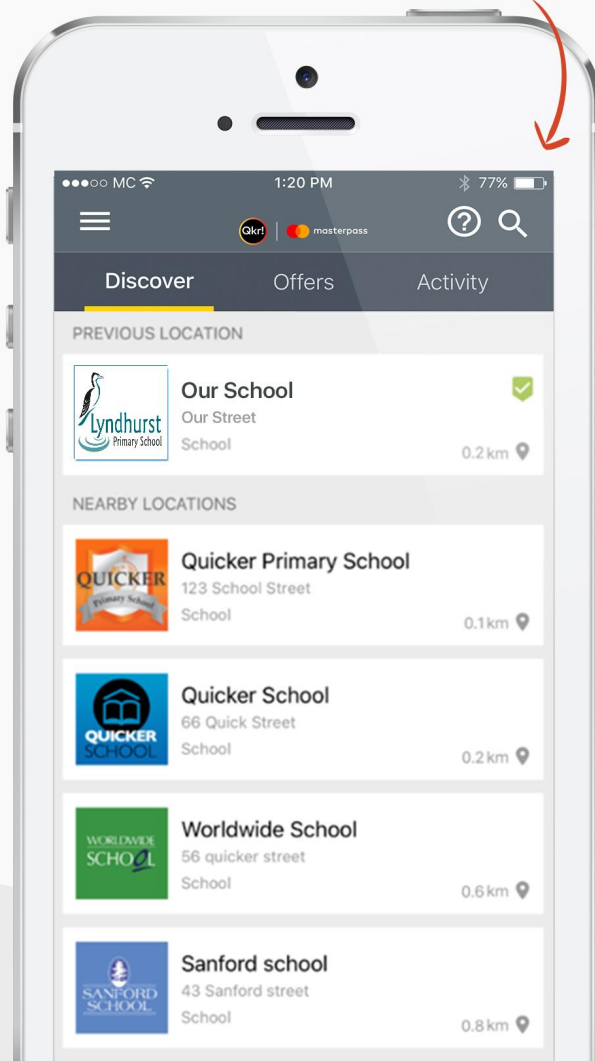 MC 1:20 PM 77%
Qkr! masterpass
Discover Offers Activity
PREVIOUS LOCATION
Lyndhurst
Primary School
Our School
Our Street
School
0.2 km
NEARBY LOCATIONS
QUICKER
Primary School
Quicker Primary School
123 School Street
School
0.1 km
QUICKER
SCHOOL
Quicker School
66 Quick Street
School
0.2 km
WORLDWIDE
SCHOOL
Worldwide School
56 quicker street
School
0.6 km
SANFORD
SCHOOL
Sanford school
43 Sanford street
School
0.8 km